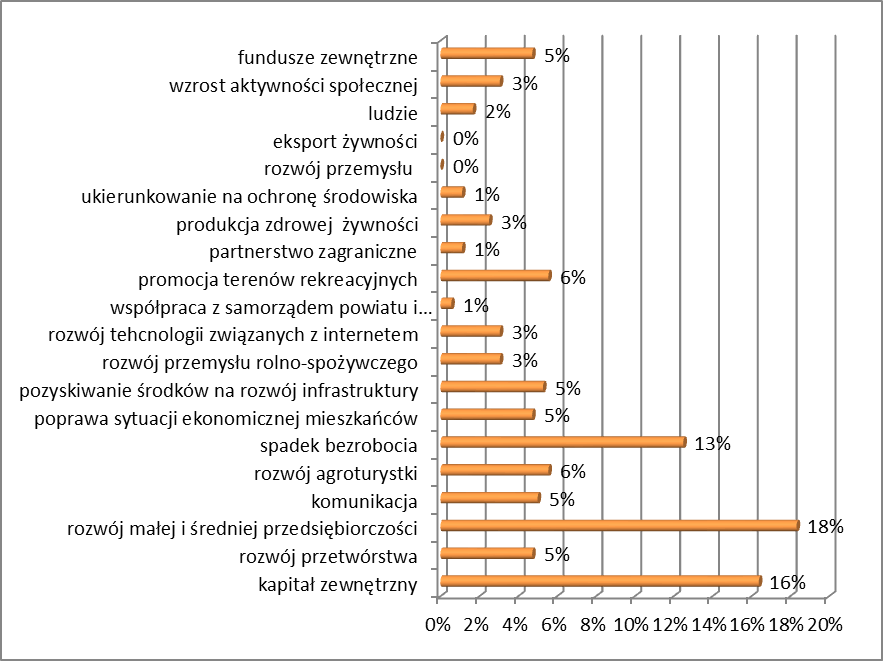 fundusze zewnętrzne 5%
wzrost aktywności społecznej 3%
ludzie 2%
eksport żywności 0%
rozwój przemysłu 0%
ukierunkowanie na ochronę środowiska 1%
produkcja zdrowej żywności 3%
partnerstwo zagraniczne 1%
promocja terenów rekreacyjnych 6%
współpraca z samorządem powiatu i... 1%
rozwój tehcnologii związanych z internetem 3%
rozwój przemysłu rolno-spożywczego 3%
pozyskiwanie środków na rozwój infrastruktury 5%
poprawa sytuacji ekonomicznej mieszkańców 5%
spadek bezrobocia 13%
rozwój agroturystki 6%
komunikacja 5%
rozwój małej i średniej przedsiębiorczości 18%
rozwój przetwórstwa 5%
kapitał zewnętrzny 16%
0% 2% 4% 6% 8% 10% 12% 14% 16% 18% 20%